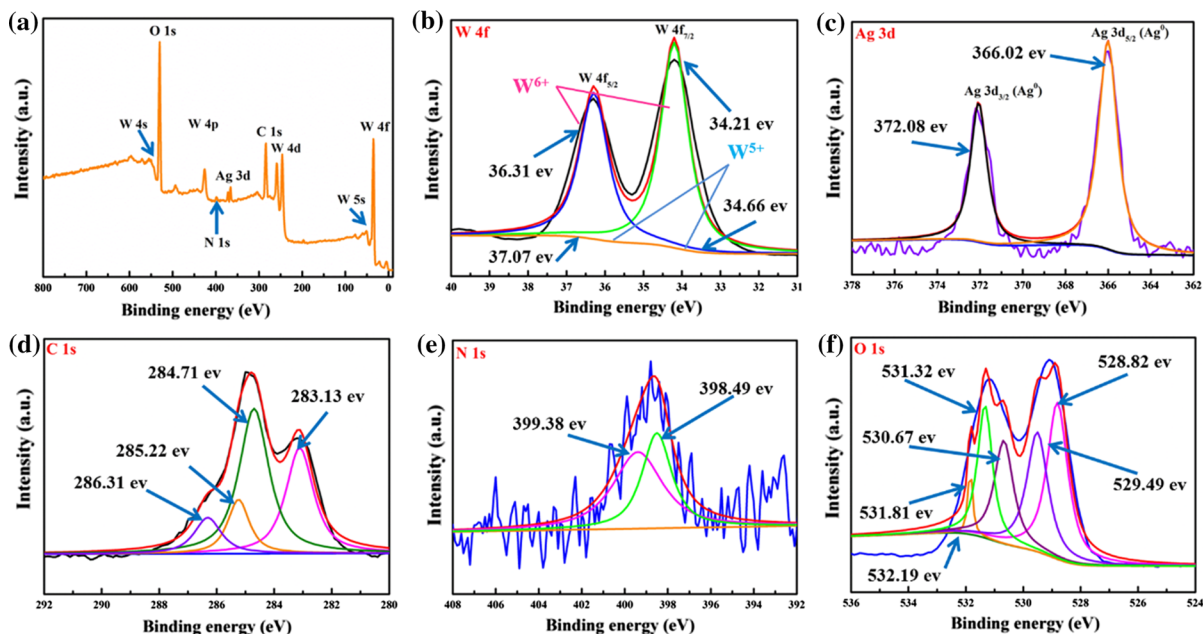 (a)
O 1s
W 4s
W 4p
C 1s
W 4d
W 4f
Ag 3d
W 5s
N 1s
800 700 600 500 400 300 200 100 0
Binding energy (eV)
Intensity (a.u.)
(b)
W 4f
W 4f7/2
W6+
W 4f5/2
34.21 ev
36.31 ev
W5+
34.66 ev
37.07 ev
40 39 38 37 36 35 34 33 32 31
Binding energy (eV)
Intensity (a.u.)
(c)
Ag 3d
Ag 3d5/2 (Ag0)
366.02 ev
Ag 3d3/2 (Ag0)
372.08 ev
378 376 374 372 370 368 366 364 362
Binding energy (eV)
Intensity (a.u.)
(d)
C 1s
284.71 ev
283.13 ev
285.22 ev
286.31 ev
292 290 288 286 284 282 280
Binding energy (eV)
Intensity (a.u.)
(e)
N 1s
398.49 ev
399.38 ev
408 406 404 402 400 398 396 394 392
Binding energy (eV)
Intensity (a.u.)
(f)
O 1s
528.82 ev
531.32 ev
530.67 ev
529.49 ev
531.81 ev
532.19 ev
536 534 532 530 528 526 524
Binding energy (eV)
Intensity (a.u.)